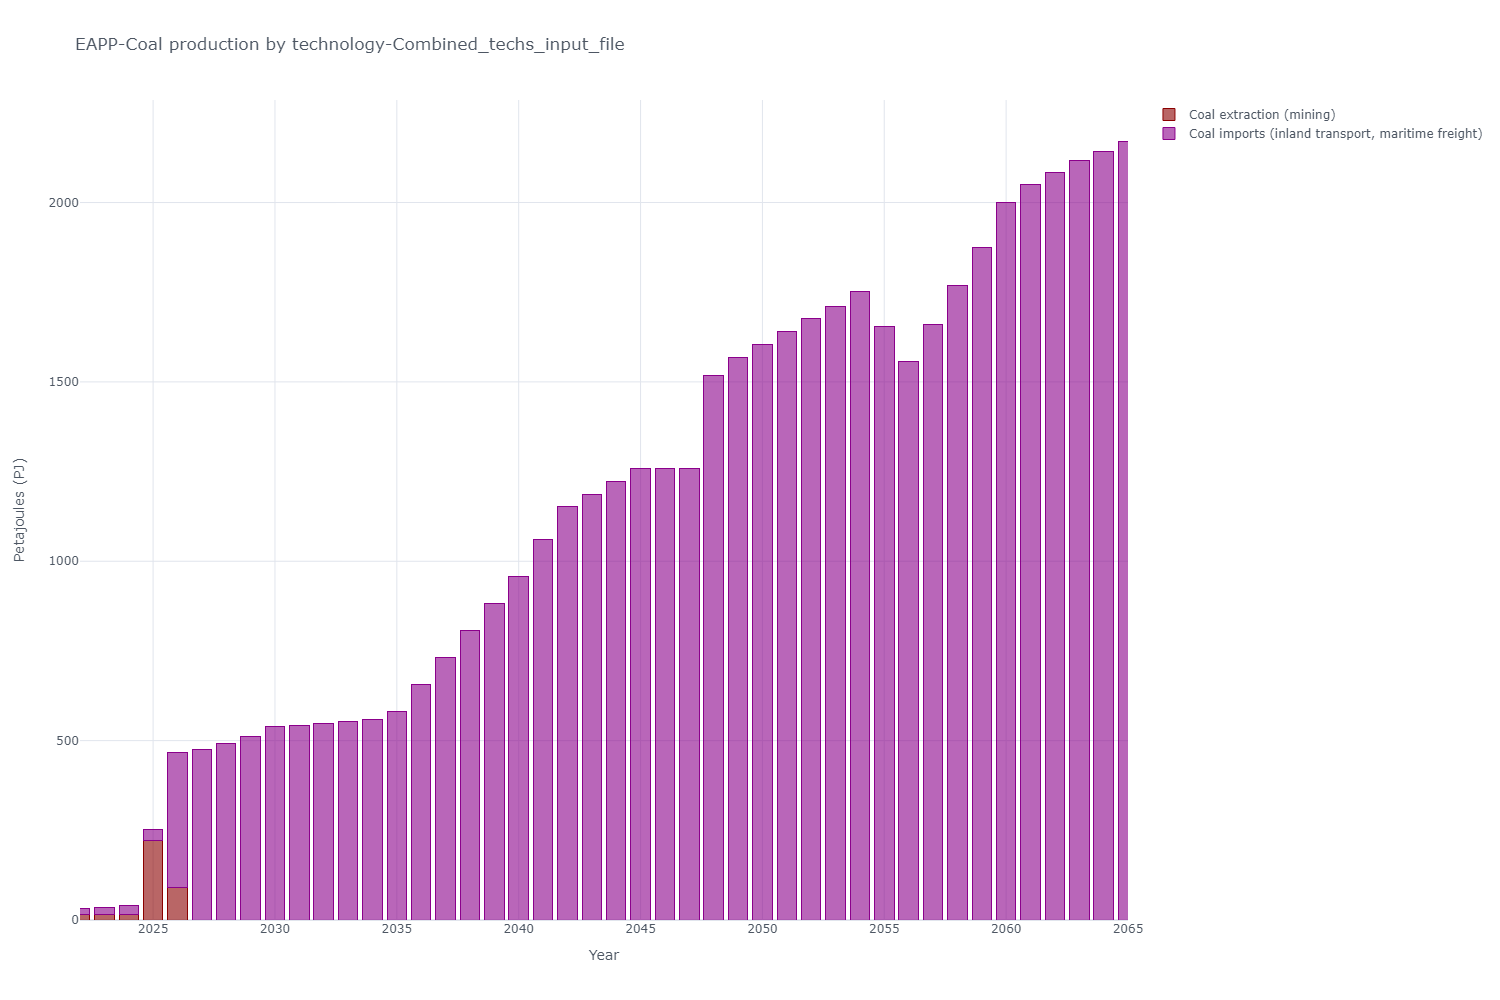 EAPP-Coal production by technology-Combined_techs_input_file
Coal extraction (mining)
Coal imports (inland transport, maritime freight)
2000
1500
1000
500
0
Petajoules (PJ)
2025
2030
2035
2040
2045
2050
2055
2060
2065
Year